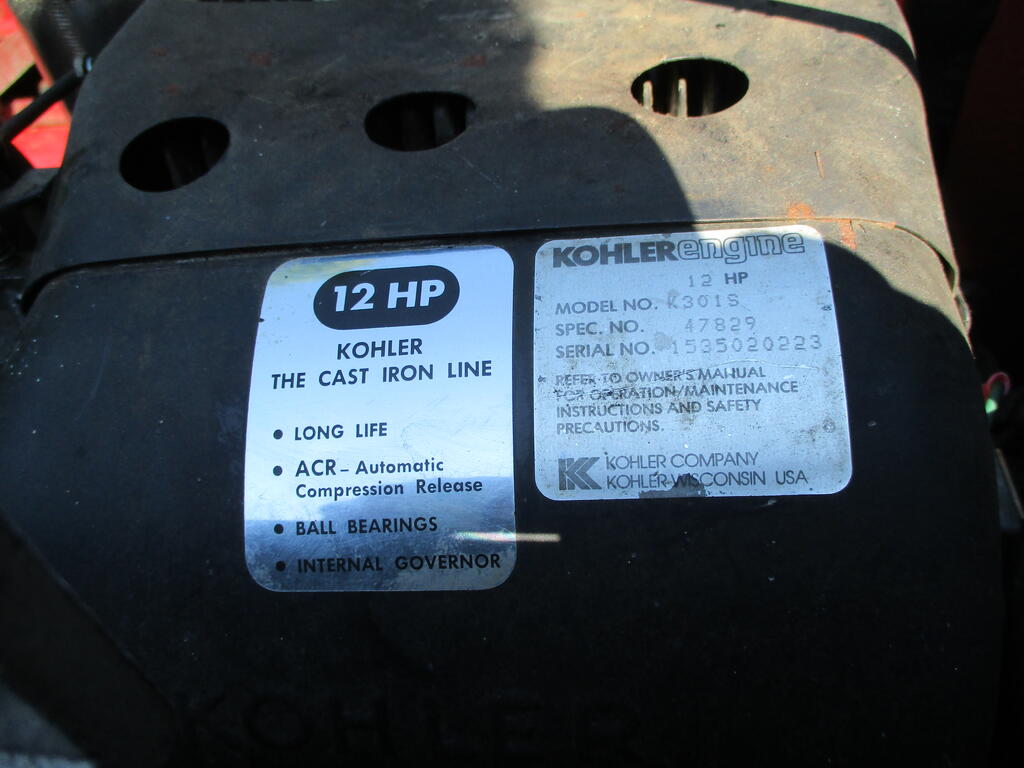 12 HP
KOHLER
THE CAST IRON LINE
• LONG LIFE
• ACR – Automatic
Compression Release
• BALL BEARINGS
• INTERNAL GOVERNOR
KOHLERengine
12 HP
MODEL NO. K301S
SPEC. NO. 47829
SERIAL NO. 1535020223
REFER TO OWNER'S MANUAL
FOR OPERATION/MAINTENANCE
INSTRUCTIONS AND SAFETY
PRECAUTIONS.
KOHLER COMPANY
KOHLER, WISCONSIN USA
KOHLER